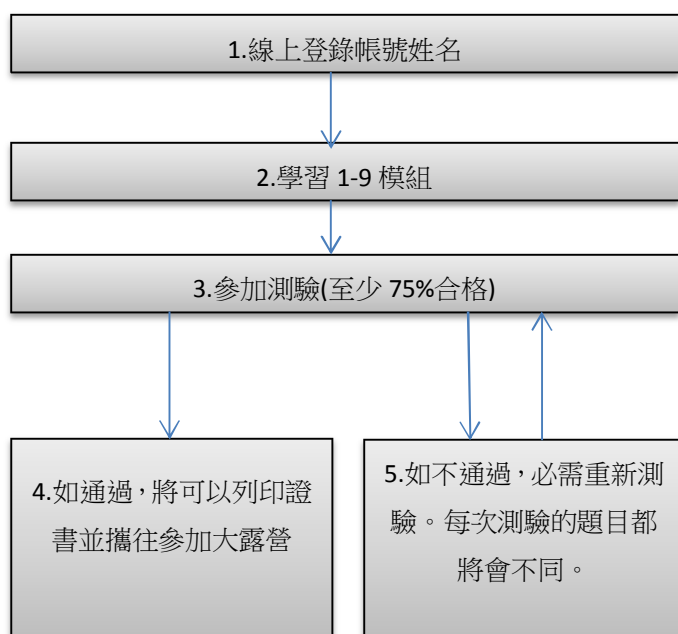 1.線上登錄帳號姓名
2.學習 1-9 模組
3.參加測驗(至少 75%合格)
4.如通過，將可以列印證
書並攜往參加大露營
5.如不通過，必需重新測
驗。每次測驗的題目都
將會不同。